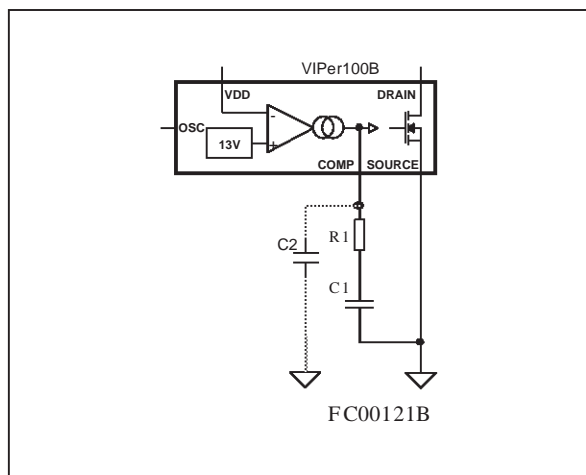 VIPer100B
VDD
DRAIN
-
OSC
13V
+
COMP
SOURCE
C2
R1
C1
FC00121B